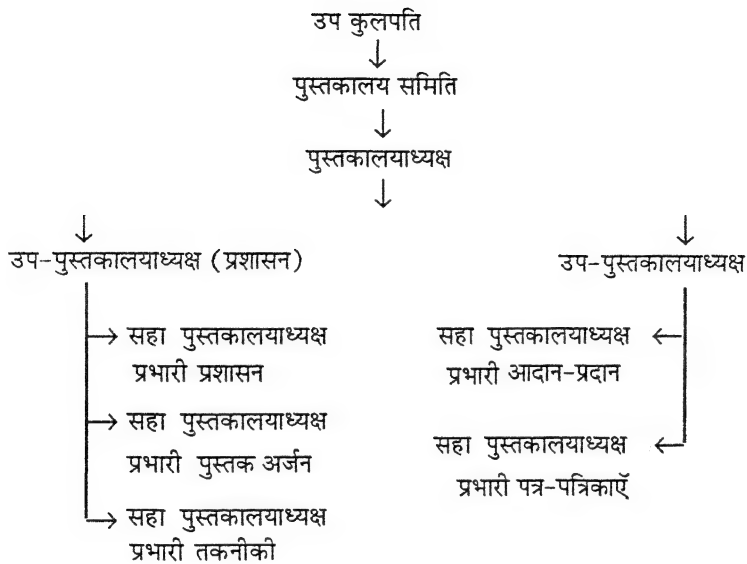 उप कुलपति
पुस्तकालय समिति
पुस्तकालयाध्यक्ष
उप-पुस्तकालयाध्यक्ष (प्रशासन)
सहा पुस्तकालयाध्यक्ष
प्रभारी प्रशासन
सहा पुस्तकालयाध्यक्ष
प्रभारी पुस्तक अर्जन
सहा पुस्तकालयाध्यक्ष
प्रभारी तकनीकी
उप-पुस्तकालयाध्यक्ष
सहा पुस्तकालयाध्यक्ष
प्रभारी आदान-प्रदान
सहा पुस्तकालयाध्यक्ष
प्रभारी पत्र-पत्रिकाएॅ